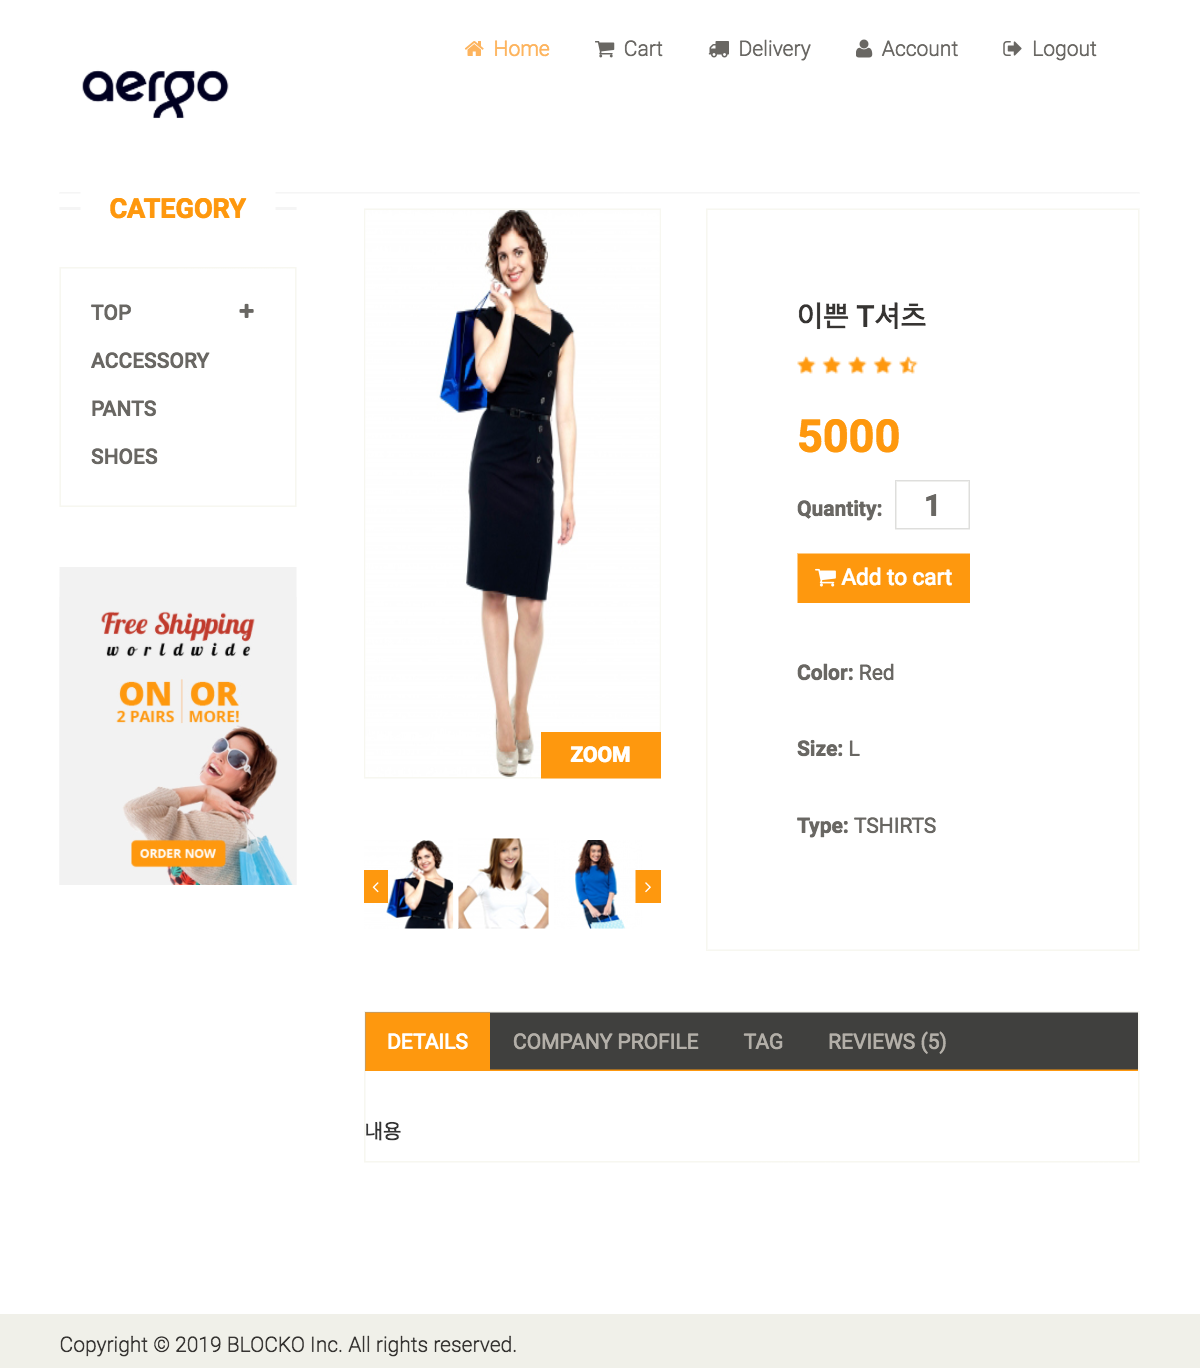 aergo
Home Cart Delivery Account Logout
CATEGORY
TOP
ACCESSORY
PANTS
SHOES
Free Shipping
worldwide
ON OR
2 PAIRS MORE!
ORDER NOW
ZOOM
이쁜 T셔츠
5000
Quantity: 1
Add to cart
Color: Red
Size: L
Type: TSHIRTS
DETAILS COMPANY PROFILE TAG REVIEWS (5)
내용
Copyright © 2019 BLOCKO Inc. All rights reserved.